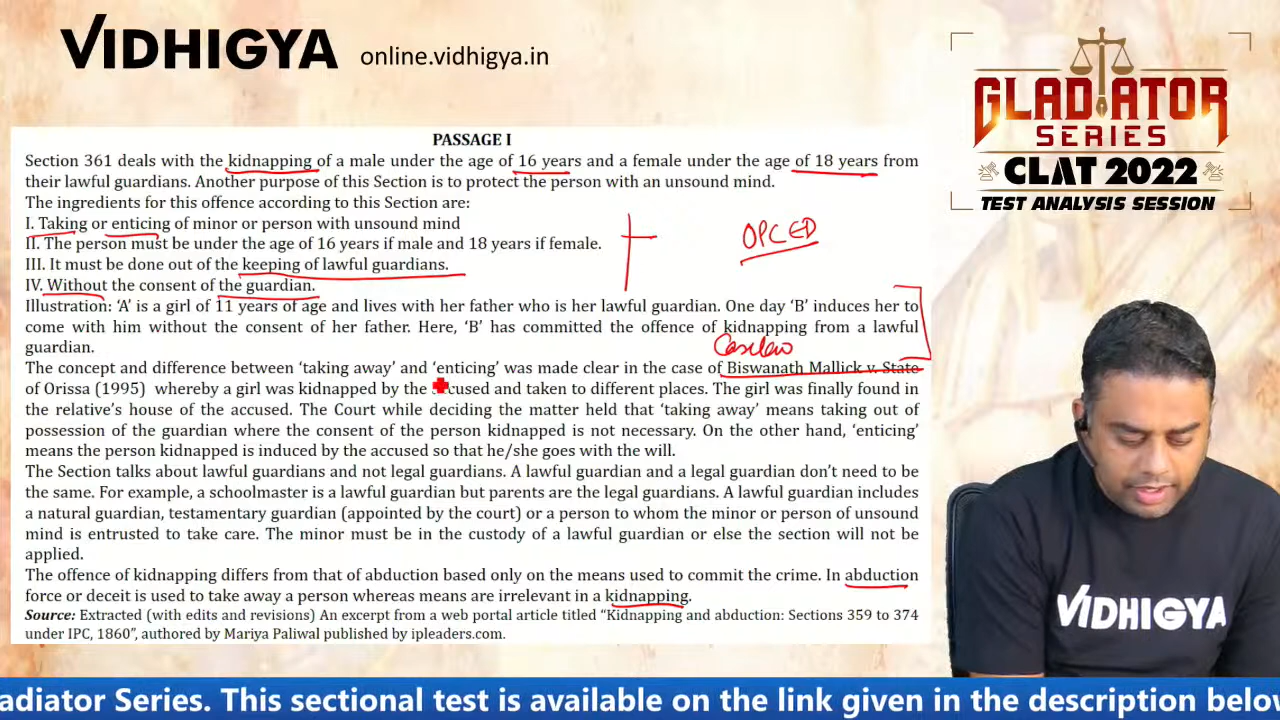 VIDHIGYA online.vidhigya.in
GLADIATOR
SERIES
CLAT 2022
TEST ANALYSIS SESSION
PASSAGE I
Section 361 deals with the kidnapping of a male under the age of 16 years and a female under the age of 18 years from
their lawful guardians. Another purpose of this Section is to protect the person with an unsound mind.
The ingredients for this offence according to this Section are:
I. Taking or enticing of minor or person with unsound mind
II. The person must be under the age of 16 years if male and 18 years if female.
OPCED
III. It must be done out of the keeping of lawful guardians.
IV. Without the consent of the guardian.
Illustration: ‘A’ is a girl of 11 years of age and lives with her father who is her lawful guardian. One day ‘B’ induces her to
come with him without the consent of her father. Here, ‘B’ has committed the offence of kidnapping from a lawful
guardian.
Caselaw
The concept and difference between ‘taking away’ and ‘enticing’ was made clear in the case of Biswanath Mallick v. State
of Orissa (1995) whereby a girl was kidnapped by the accused and taken to different places. The girl was finally found in
the relative’s house of the accused. The Court while deciding the matter held that ‘taking away’ means taking out of
possession of the guardian where the consent of the person kidnapped is not necessary. On the other hand, ‘enticing’
means the person kidnapped is induced by the accused so that he/she goes with the will.
The Section talks about lawful guardians and not legal guardians. A lawful guardian and a legal guardian don’t need to be
the same. For example, a schoolmaster is a lawful guardian but parents are the legal guardians. A lawful guardian includes
a natural guardian, testamentary guardian (appointed by the court) or a person to whom the minor or person of unsound
mind is entrusted to take care. The minor must be in the custody of a lawful guardian or else the section will not be
applied.
The offence of kidnapping differs from that of abduction based only on the means used to commit the crime. In abduction
force or deceit is used to take away a person whereas means are irrelevant in a kidnapping.
Source: Extracted (with edits and revisions) An excerpt from a web portal article titled “Kidnapping and abduction: Sections 359 to 374
under IPC, 1860”, authored by Mariya Paliwal published by ipleaders.com.
VIDHIGYA
adiator Series. This sectional test is available on the link given in the description below